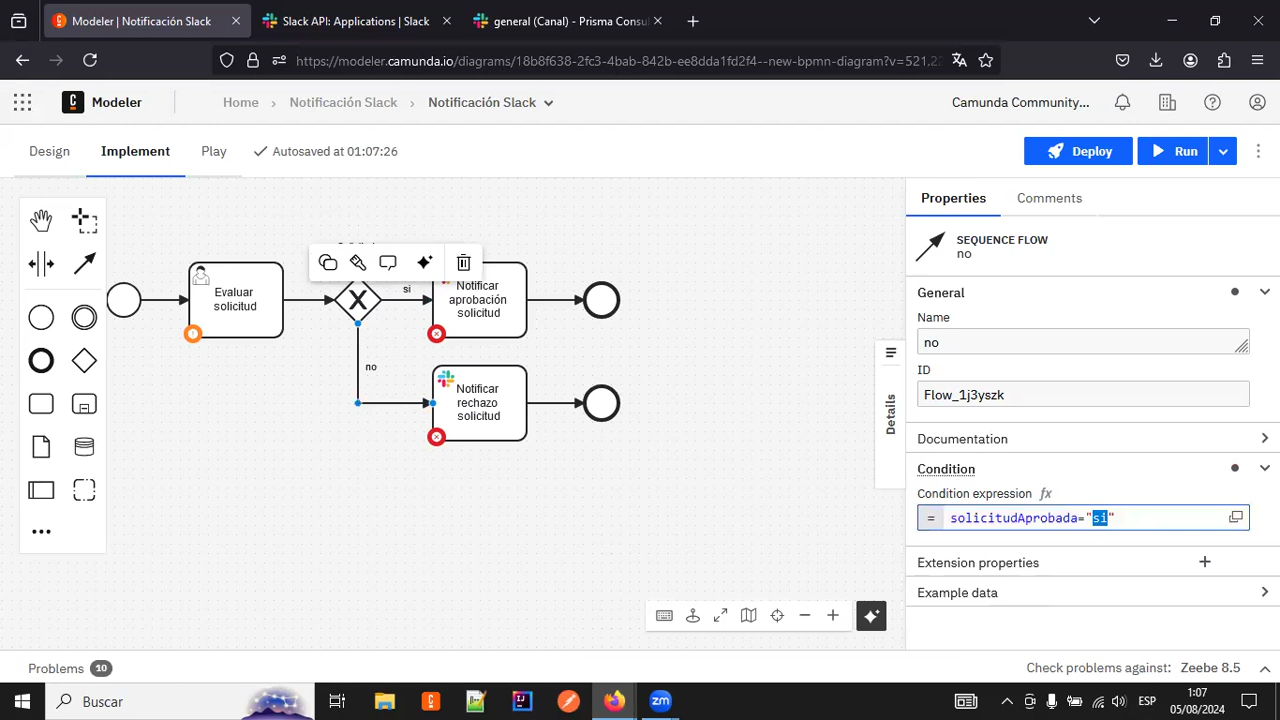 Modeler | Notificación Slack
Slack API: Applications | Slack
general (Canal) - Prisma Consul
https://modeler.camunda.io/diagrams/18b8f638-2fc3-4bab-842b-ee8dda1fd2f4--new-bpmn-diagram?v=521,22
Modeler
Home
Notificación Slack
Notificación Slack
Camunda Community...
Design
Implement
Play
Autosaved at 01:07:26
Deploy
Run
Properties
Comments
SEQUENCE FLOW
no
General
Name
no
ID
Flow_1j3yszk
Documentation
Condition
Condition expression fx
= solicitudAprobada="si"
Extension properties
Example data
Details
Evaluar
solicitud
si
Notificar
aprobación
solicitud
no
Notificar
rechazo
solicitud
Problems 10
Check problems against: Zeebe 8.5
Buscar
ESP
1:07
05/08/2024